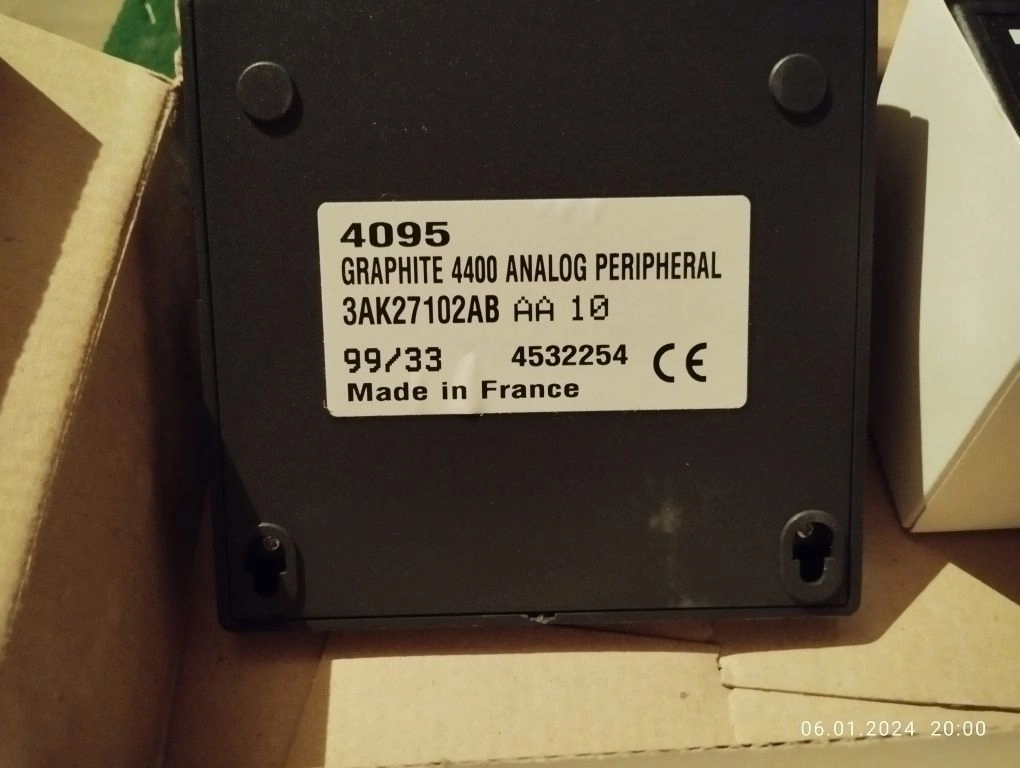 4095
GRAPHITE 4400 ANALOG PERIPHERAL
3AK27102AB AA 10
99/33 4532254 CE
Made in France
06.01.2024 20:00